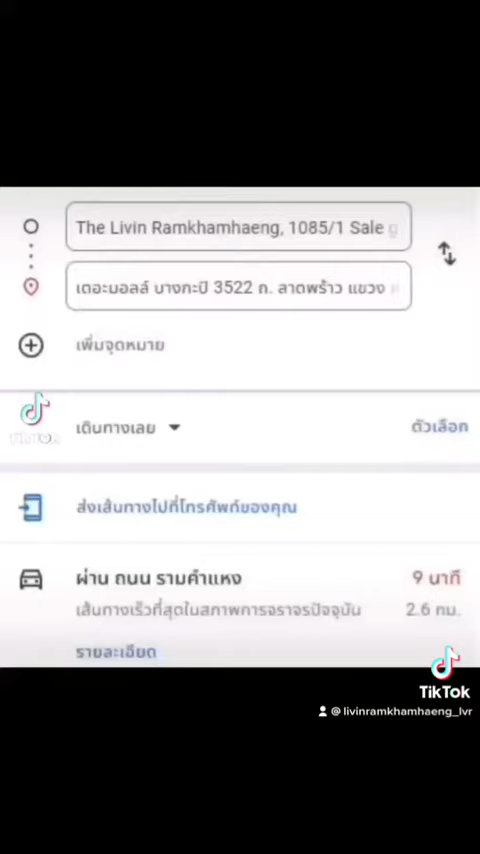 The Livin Ramkhamhaeng, 1085/1 Sale
เดอะมอลล์ บางกะปิ 3522 ถ. ลาดพร้าว แขวง
เพิ่มจุดหมาย
เดินทางเลย
ตัวเลือก
ส่งเส้นทางไปที่โทรศัพท์ของคุณ
ผ่าน ถนน รามคำแหง
9 นาที
เส้นทางเร็วที่สุดในสภาพการจราจรปัจจุบัน
2.6 กม.
รายละเอียด
TikTok
@livinramkhamhaeng_lvr